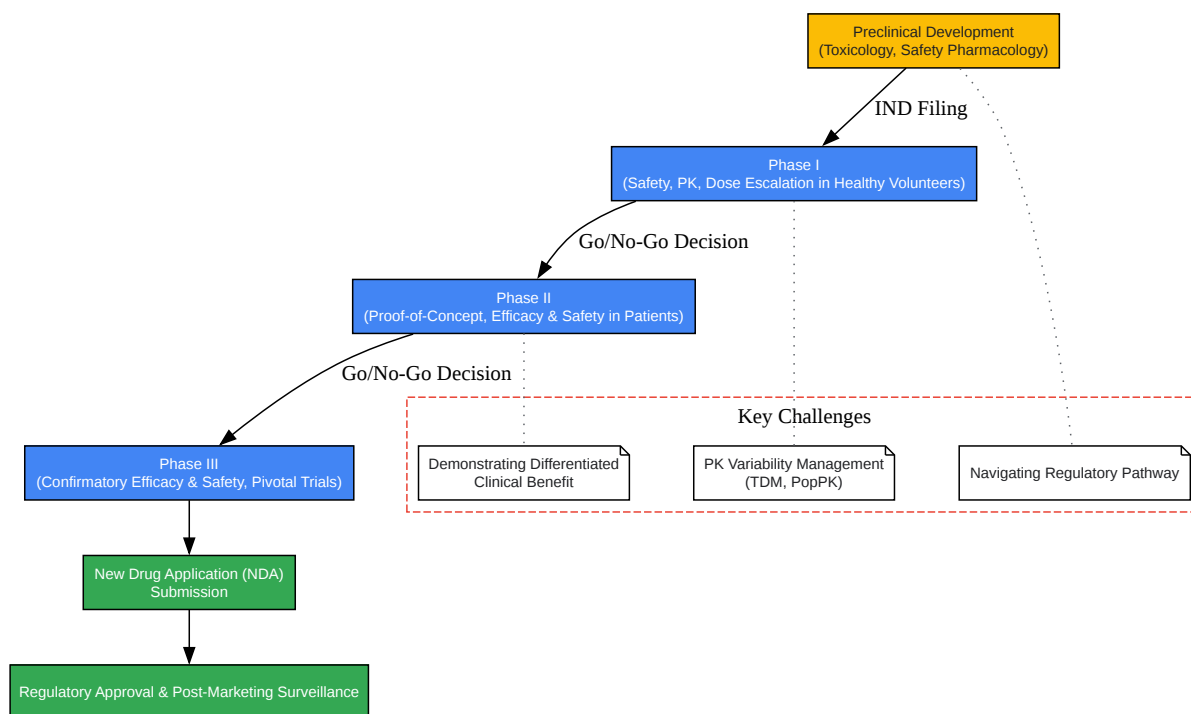 Preclinical Development
(Toxicology, Safety Pharmacology)
IND Filing
Phase I
(Safety, PK, Dose Escalation in Healthy Volunteers)
Go/No-Go Decision
Phase II
(Proof-of-Concept, Efficacy & Safety in Patients)
Go/No-Go Decision
Key Challenges
Phase III
(Confirmatory Efficacy & Safety, Pivotal Trials)
Demonstrating Differentiated
Clinical Benefit
PK Variability Management
(TDM, PopPK)
Navigating Regulatory Pathway
New Drug Application (NDA)
Submission
Regulatory Approval & Post-Marketing Surveillance